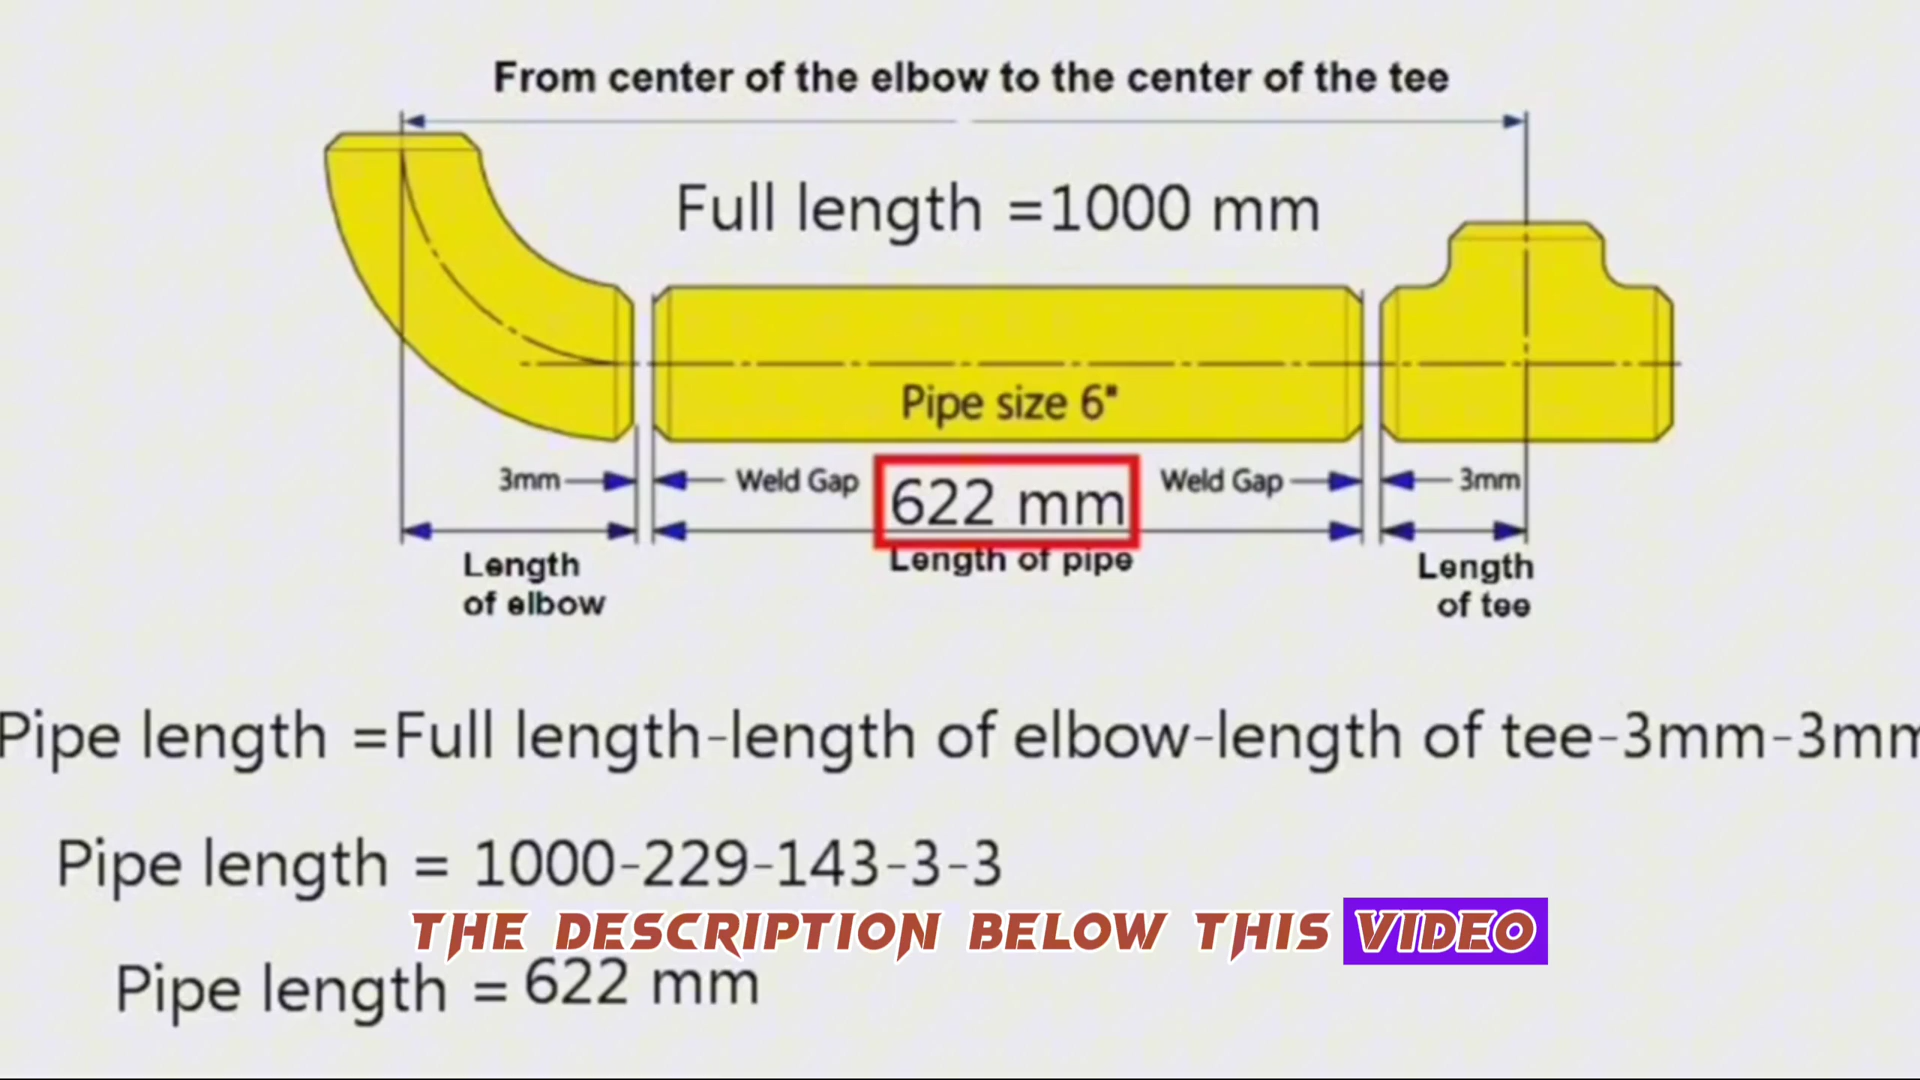 From center of the elbow to the center of the tee
Full length =1000 mm
Pipe size 6"
3mm
Weld Gap
622 mm
Weld Gap
3mm
Length of elbow
Length of pipe
Length of tee
Pipe length =Full length-length of elbow-length of tee-3mm-3mm
Pipe length = 1000-229-143-3-3
THE DESCRIPTION BELOW THIS VIDEO
Pipe length = 622 mm